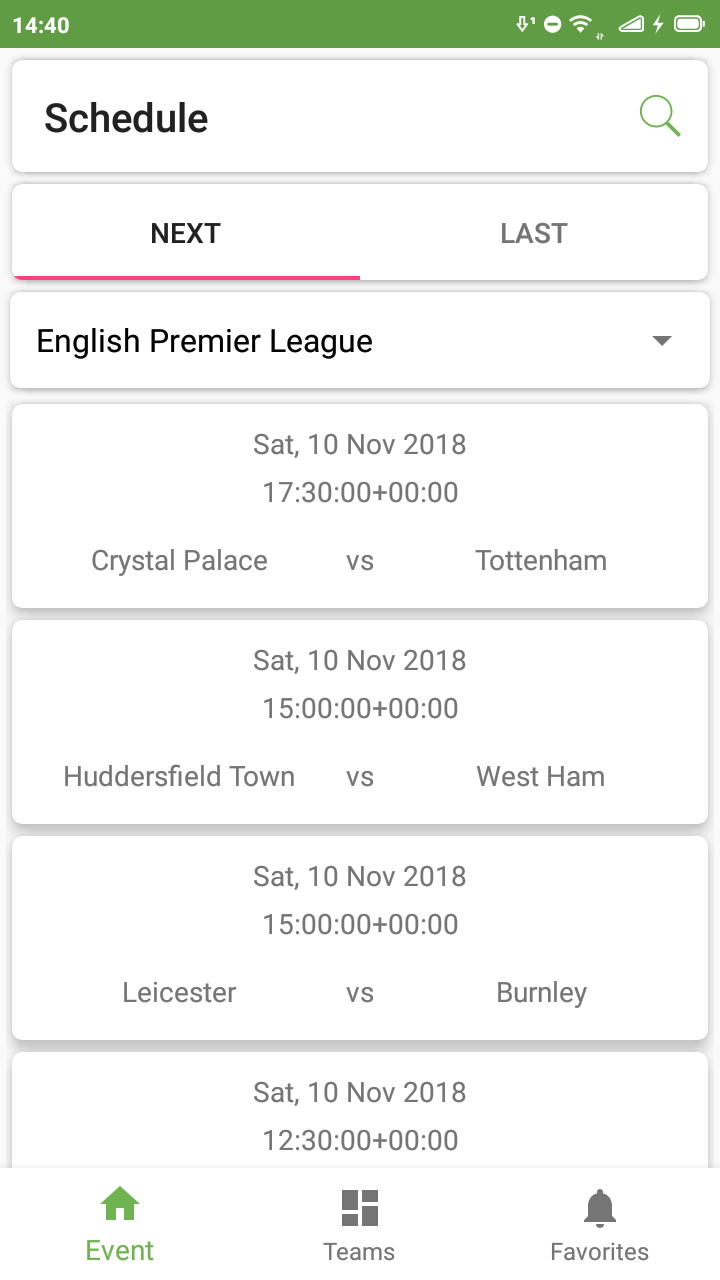 14:40
Schedule
NEXT LAST
English Premier League
Sat, 10 Nov 2018
17:30:00+00:00
Crystal Palace vs Tottenham
Sat, 10 Nov 2018
15:00:00+00:00
Huddersfield Town vs West Ham
Sat, 10 Nov 2018
15:00:00+00:00
Leicester vs Burnley
Sat, 10 Nov 2018
12:30:00+00:00
Event Teams Favorites